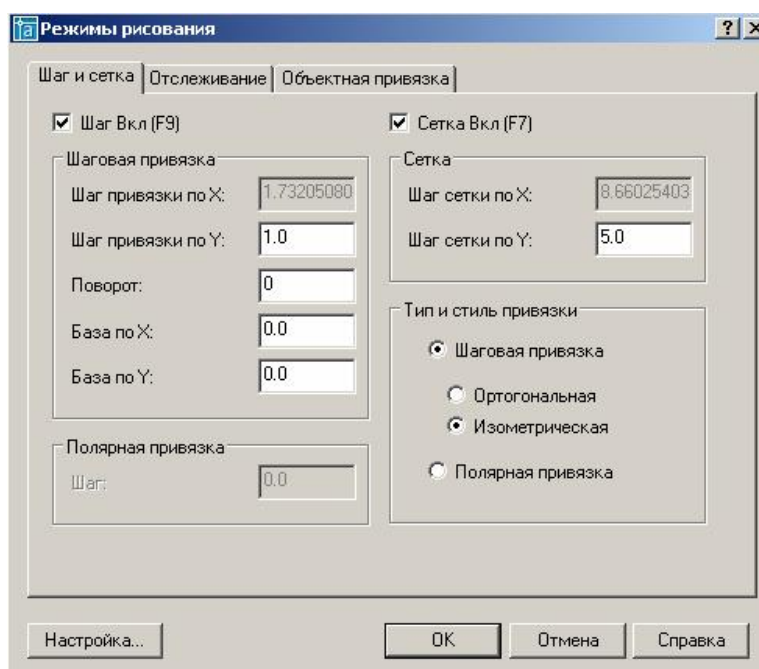 Режимы рисования
Шаг и сетка Отслеживание Объектная привязка
Шаг Вкл (F9)
Шаговая привязка
Шаг привязки по X: 1.73205080
Шаг привязки по Y: 1.0
Поворот: 0
База по X: 0.0
База по Y: 0.0
Полярная привязка
Шаг: 0.0
Сетка Вкл (F7)
Сетка
Шаг сетки по X: 8.66025403
Шаг сетки по Y: 5.0
Тип и стиль привязки
Шаговая привязка
Ортогональная
Изометрическая
Полярная привязка
Настройка... OK Отмена Справка